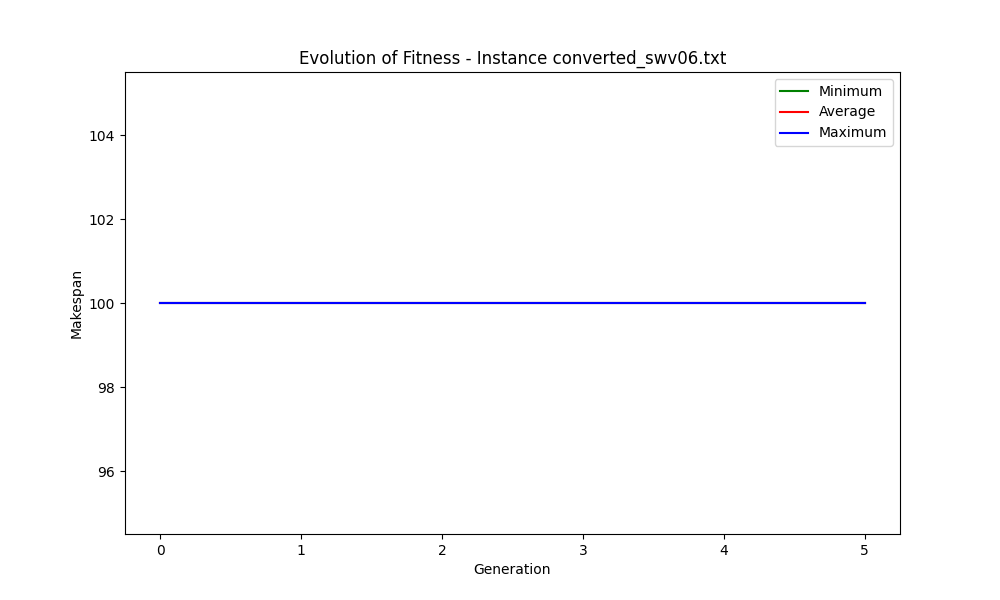 Evolution of Fitness - Instance converted_swv06.txt
Minimum
Average
Maximum
104
102
100
98
96
Makespan
0 1 2 3 4 5
Generation